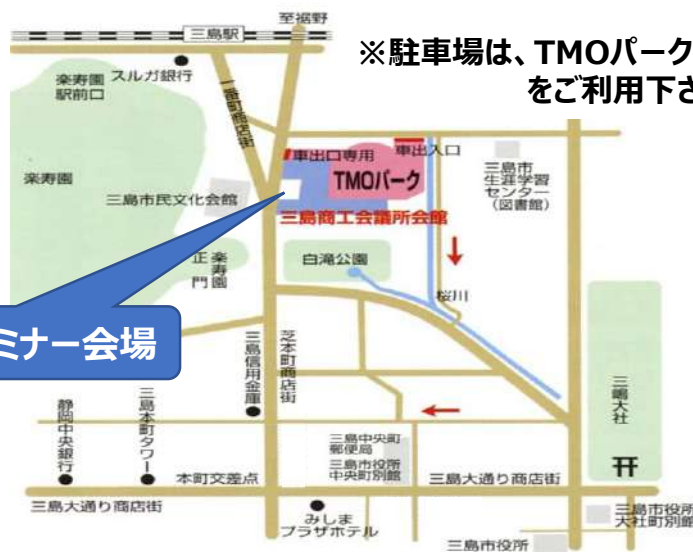 至裾野
三島駅
※駐車場は、TMOパーク
をご利用下さ
楽寿園
駅前口
スルガ銀行
一番町商店街
車出口専用
車出入口
TMOパーク
三島市
生涯学習
センター
(図書館)
楽寿園
三島市民文化会館
三島商工会議所会館
楽寿園
正門
白滝公園
桜川
ミナー会場
三島信用金庫
芝本町商店街
三嶋大社
静岡中央銀行
三島本町タワー
三島中央町
郵便局
三島市役所
中央町別館
本町交差点
三島大通り商店街
三島大通り商店街
みしま
プラザホテル
三島市役所
大社町別館
三島市役所